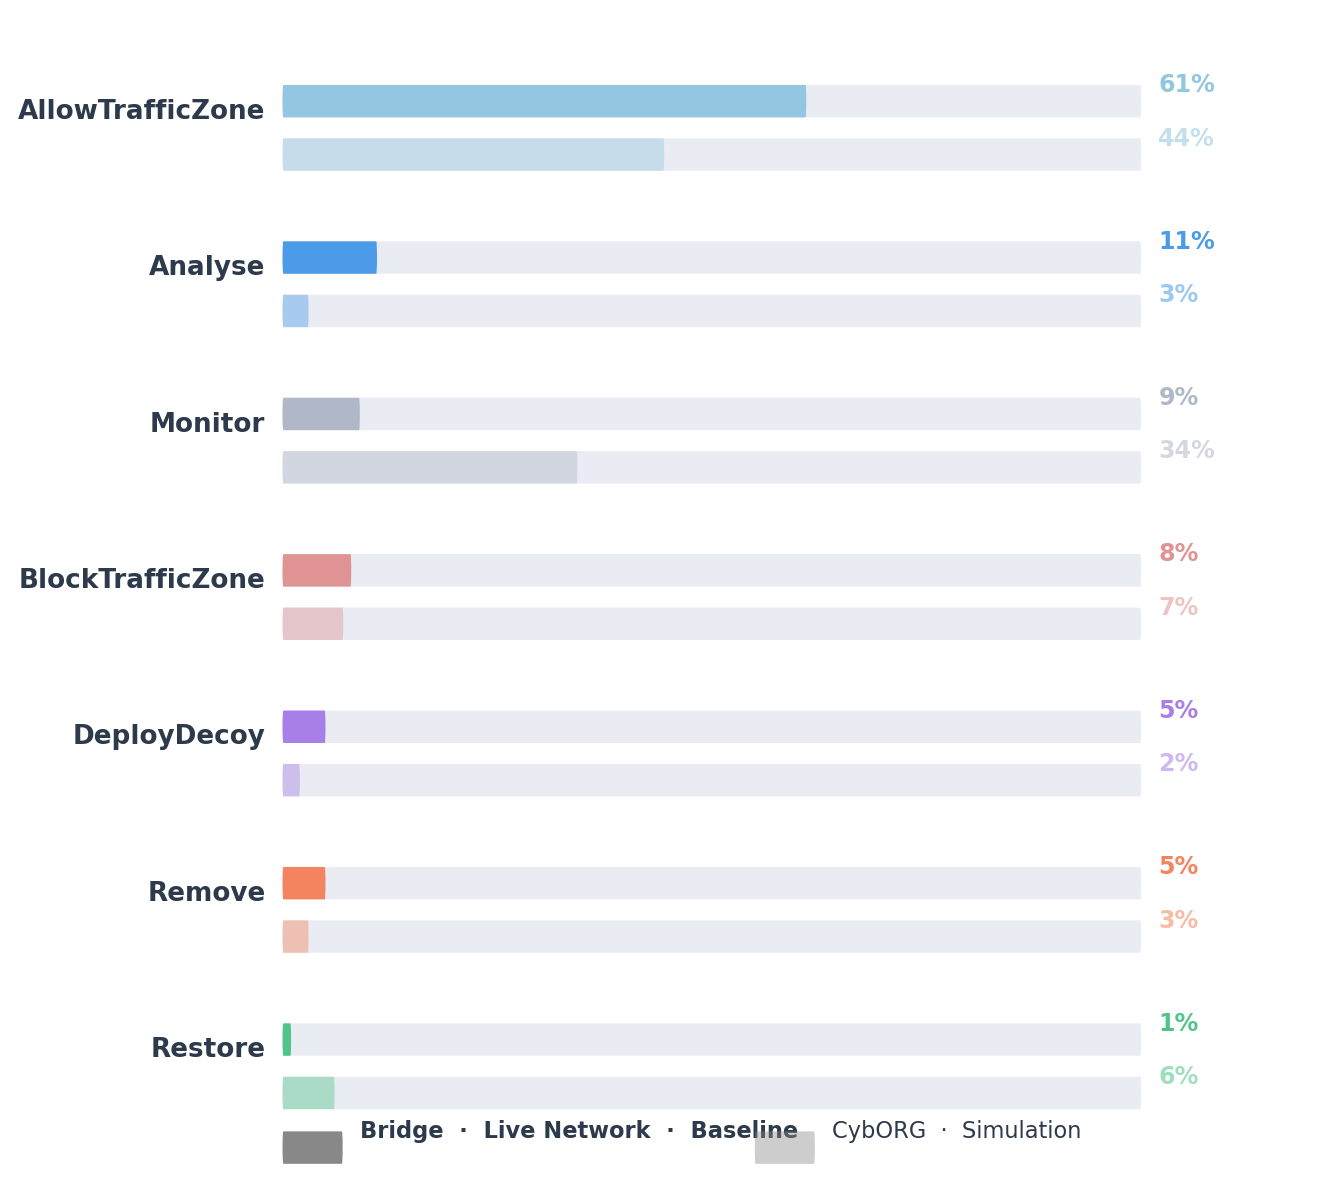 61%
AllowTrafficZone
44%
11%
Analyse
3%
9%
Monitor
34%
8%
BlockTrafficZone
7%
5%
DeployDecoy
2%
5%
Remove
3%
1%
Restore
6%
Bridge · Live Network · Baseline
CybORG · Simulation